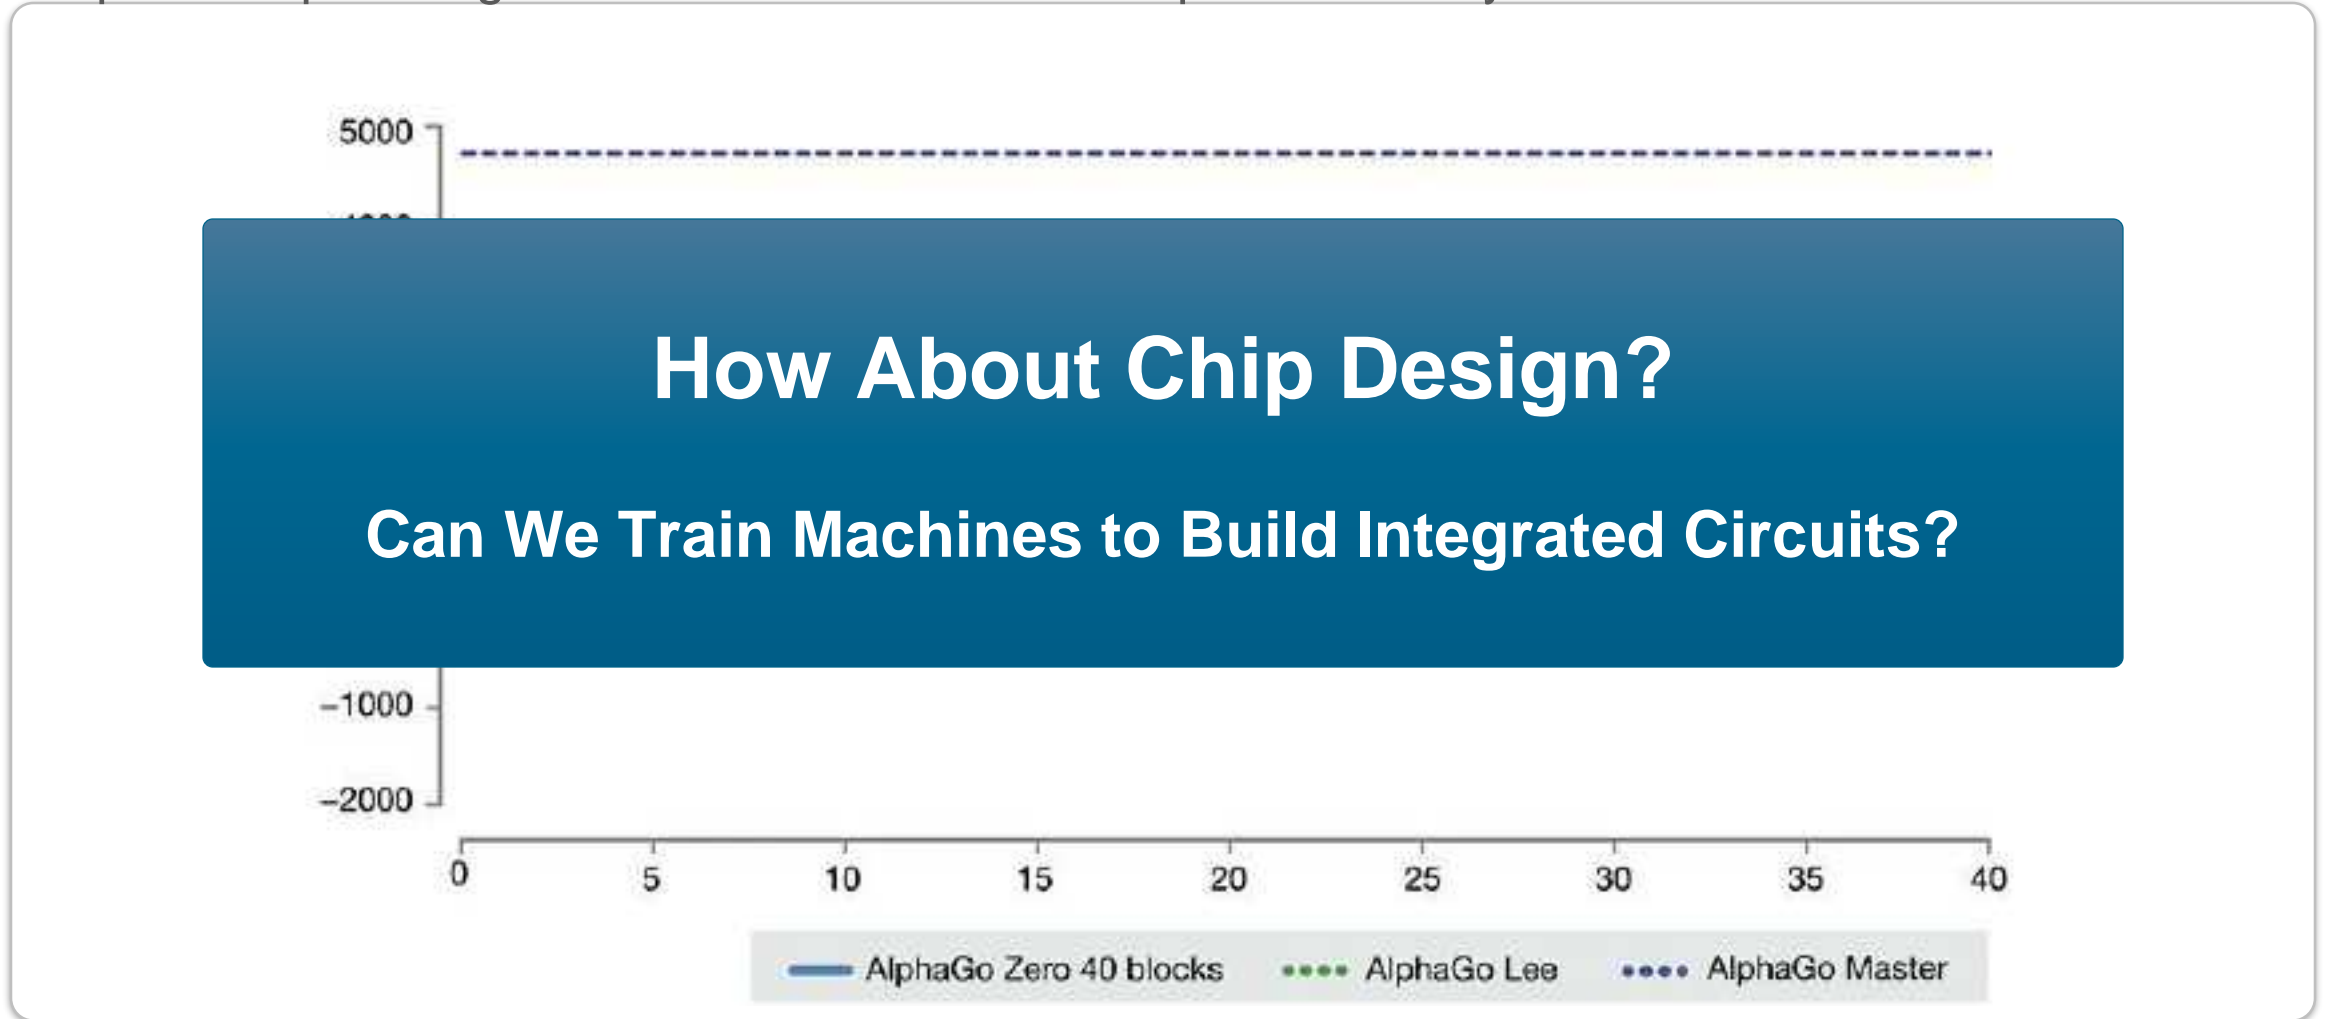 5000
How About Chip Design?
Can We Train Machines to Build Integrated Circuits?
–1000
–2000
0 5 10 15 20 25 30 35 40
AlphaGo Zero 40 blocks AlphaGo Lee AlphaGo Master